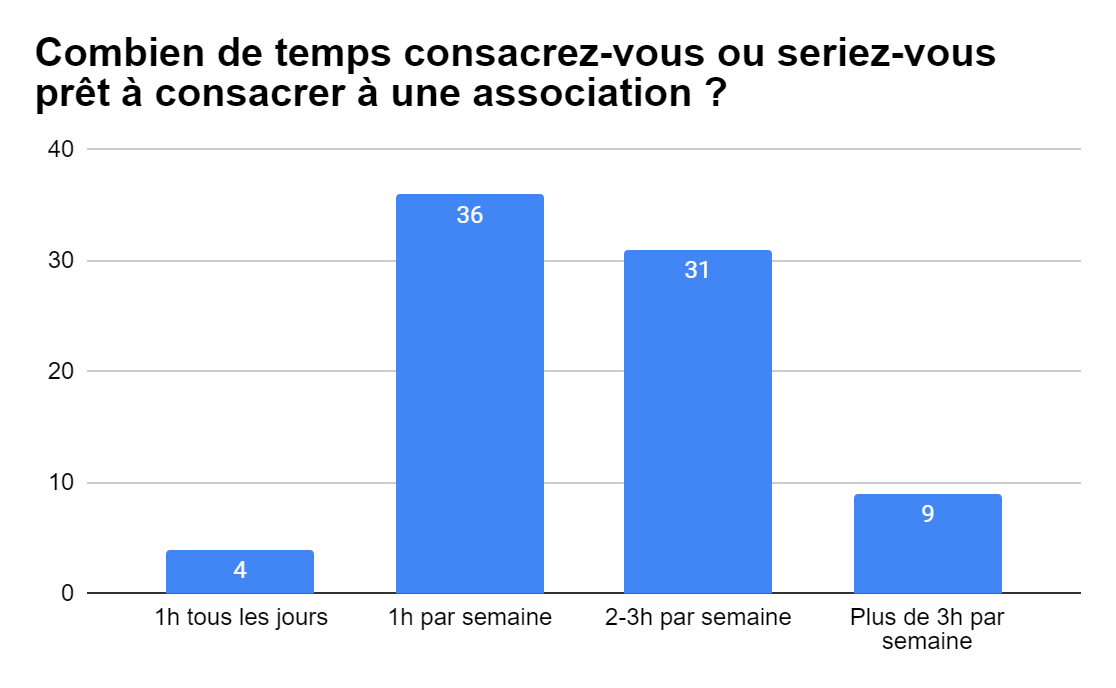 Combien de temps consacrez-vous ou seriez-vous
prêt à consacrer à une association ?
40
30
20
10
0
36
31
4
9
1h tous les jours
1h par semaine
2-3h par semaine
Plus de 3h par
semaine